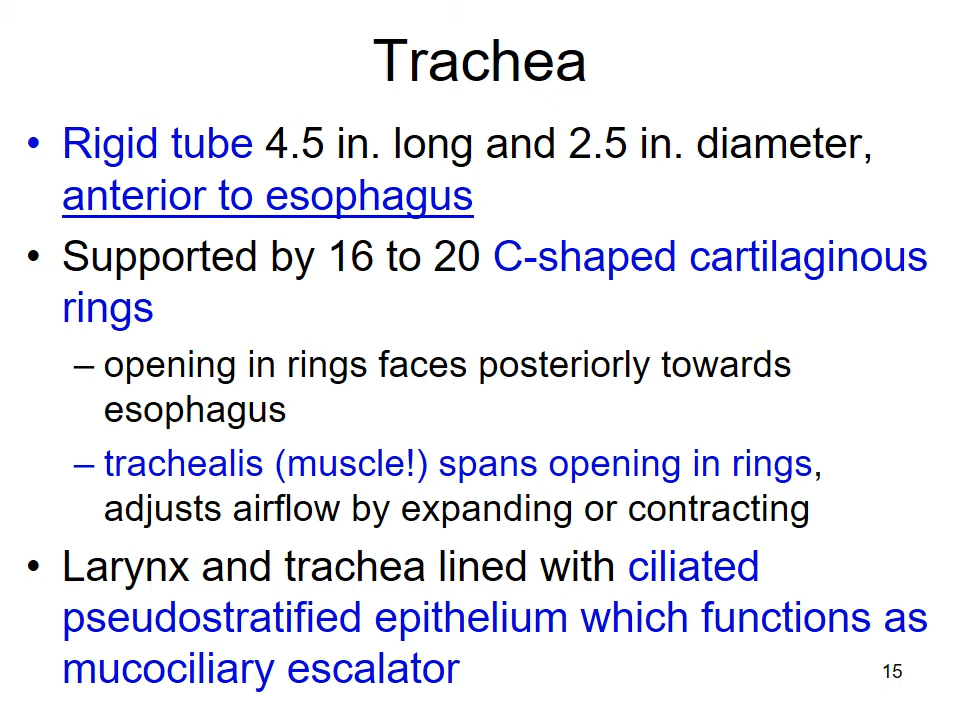 Trachea
• Rigid tube 4.5 in. long and 2.5 in. diameter,
anterior to esophagus
• Supported by 16 to 20 C-shaped cartilaginous
rings
– opening in rings faces posteriorly towards
esophagus
– trachealis (muscle!) spans opening in rings,
adjusts airflow by expanding or contracting
• Larynx and trachea lined with ciliated
pseudostratified epithelium which functions as
mucociliary escalator
15